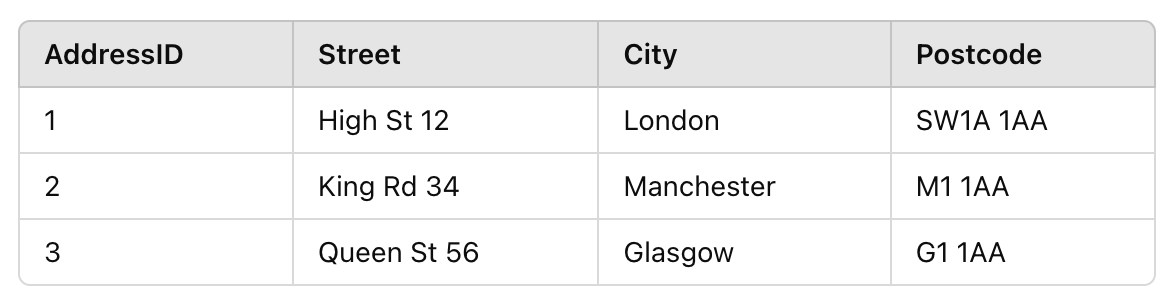 AddressID Street City Postcode
1 High St 12 London SW1A 1AA
2 King Rd 34 Manchester M1 1AA
3 Queen St 56 Glasgow G1 1AA